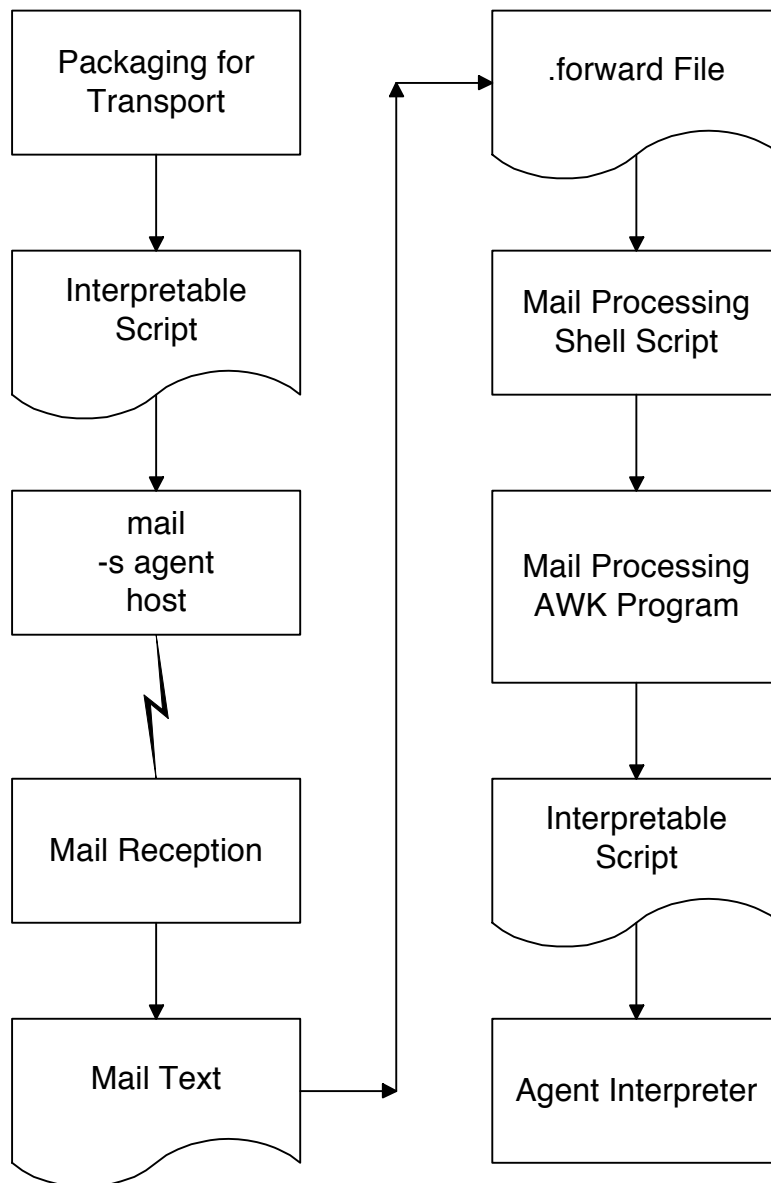 Packaging for
Transport
Interpretable
Script
mail
-s agent
host
Mail Reception
Mail Text
.forward File
Mail Processing
Shell Script
Mail Processing
AWK Program
Interpretable
Script
Agent Interpreter